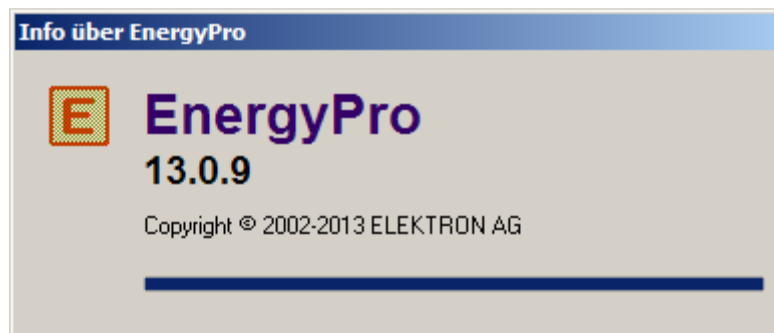 Info über EnergyPro
E
EnergyPro
13.0.9
Copyright © 2002-2013 ELEKTRON AG